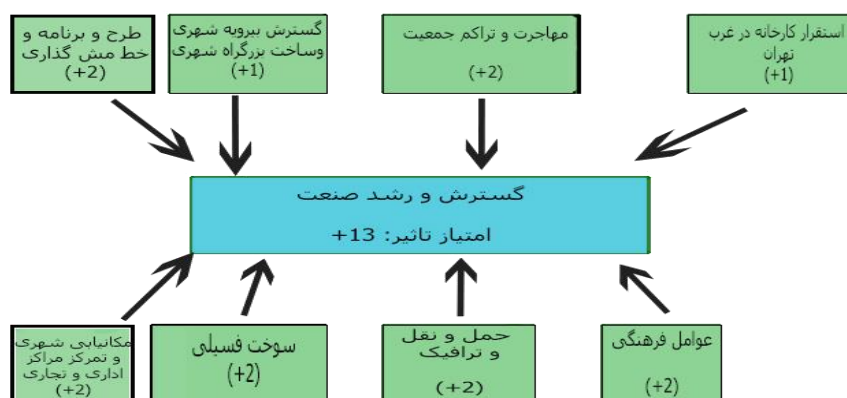 طرح و برنامه و
خط مش گذاری
(+2)
گسترش بیرویه شهری
وساخت بزرگراه شهری
(+1)
مهاجرت و تراکم جمعیت
(+2)
استقرار کارخانه در غرب
تهران
(+1)
گسترش و رشد صنعت
امتیاز تاثیر: 13+
مکانیابی شهری
و تمرکز مراکز
اداری و تجاری
(+2)
سوخت فسیلی
(+2)
حمل و نقل
و ترافیک
(+2)
عوامل فرهنگی
(+2)